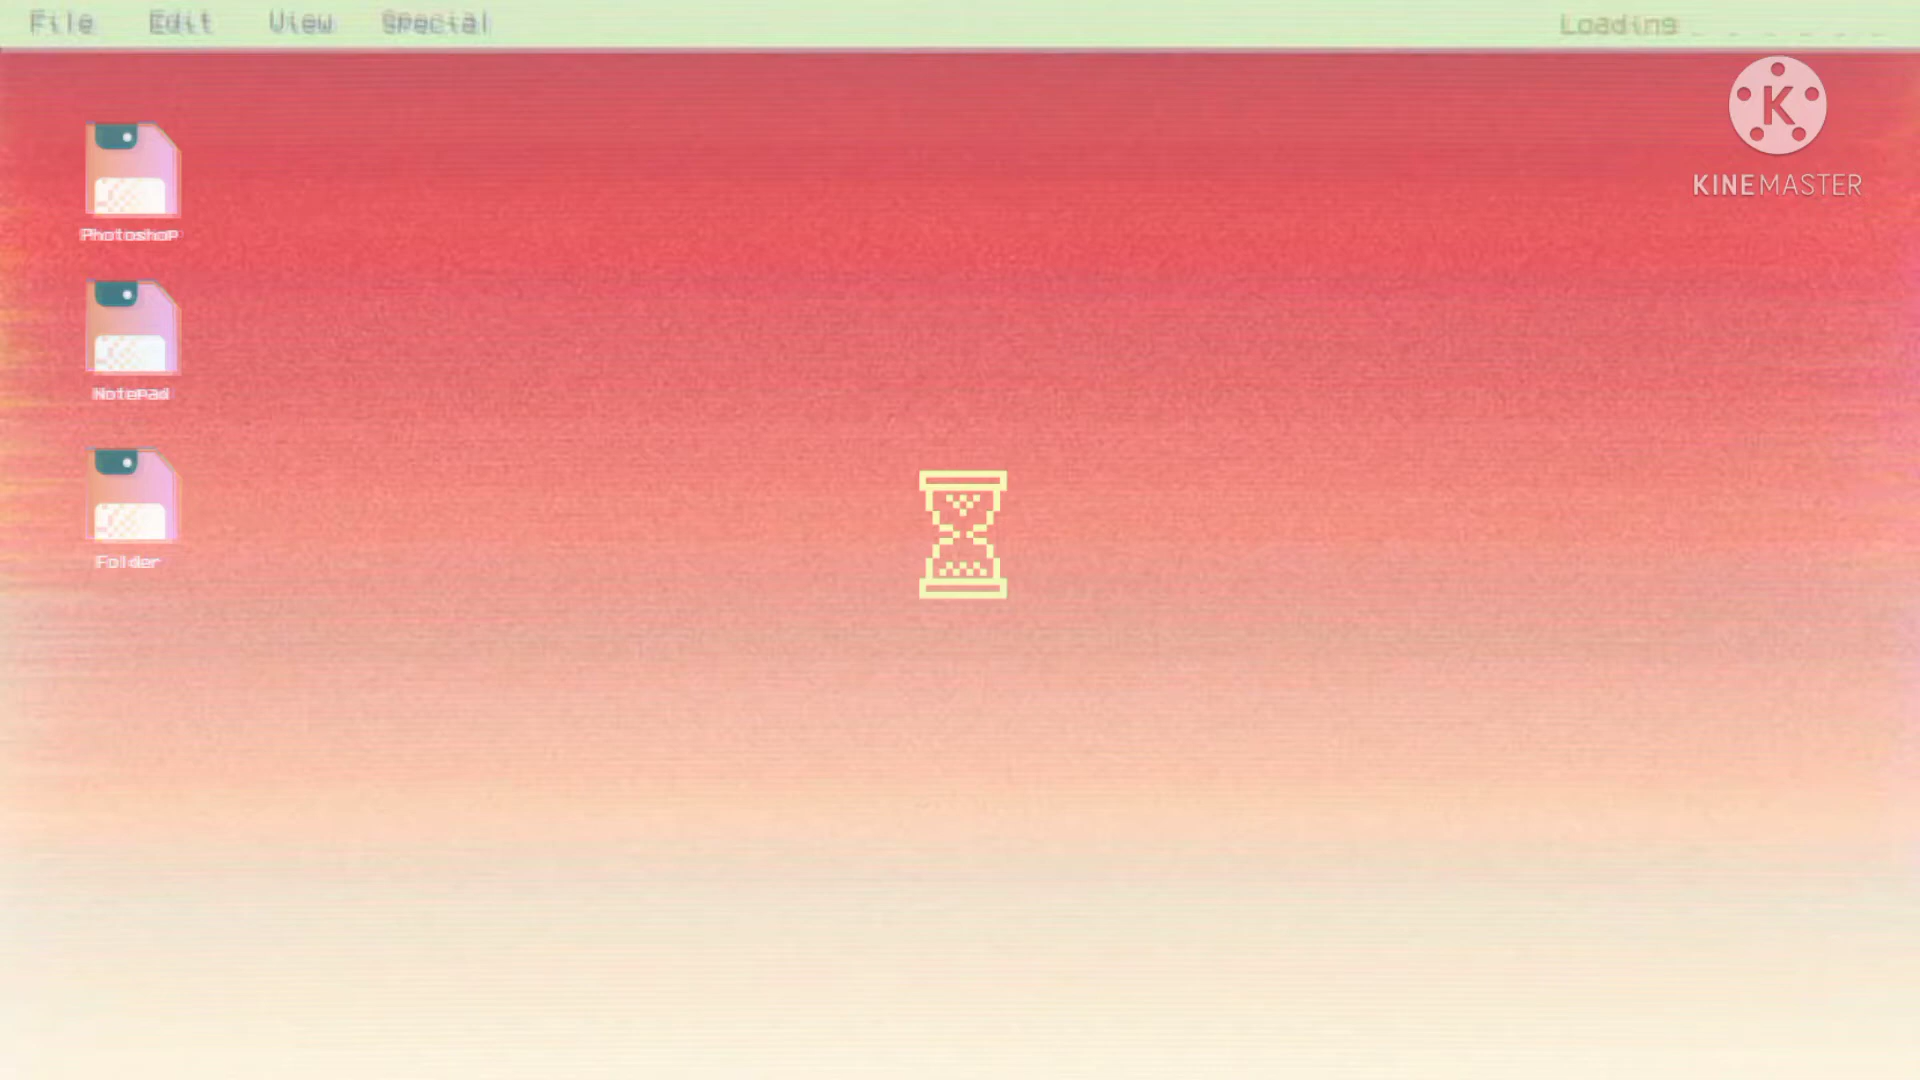 File Edit View Special Loading
K
KINEMASTER
Photoshop
Notepad
Folder